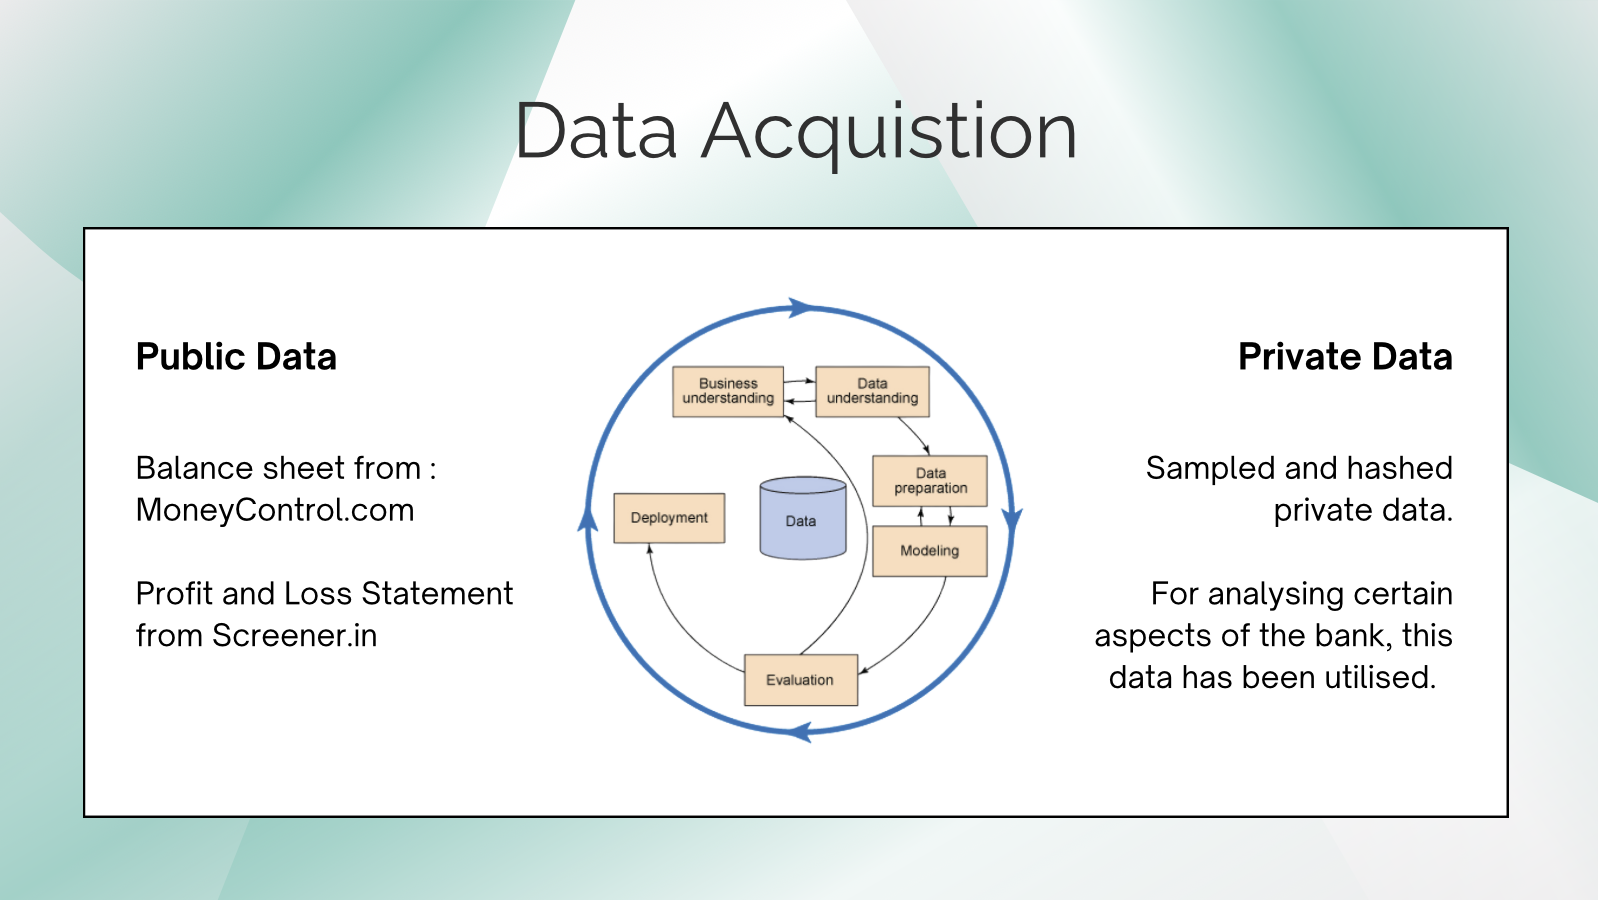 Data Acquistion
Public Data
Balance sheet from :
MoneyControl.com
Profit and Loss Statement
from Screener.in
Business
understanding
Data
understanding
Data
preparation
Modeling
Data
Deployment
Evaluation
Private Data
Sampled and hashed
private data.
For analysing certain
aspects of the bank, this
data has been utilised.